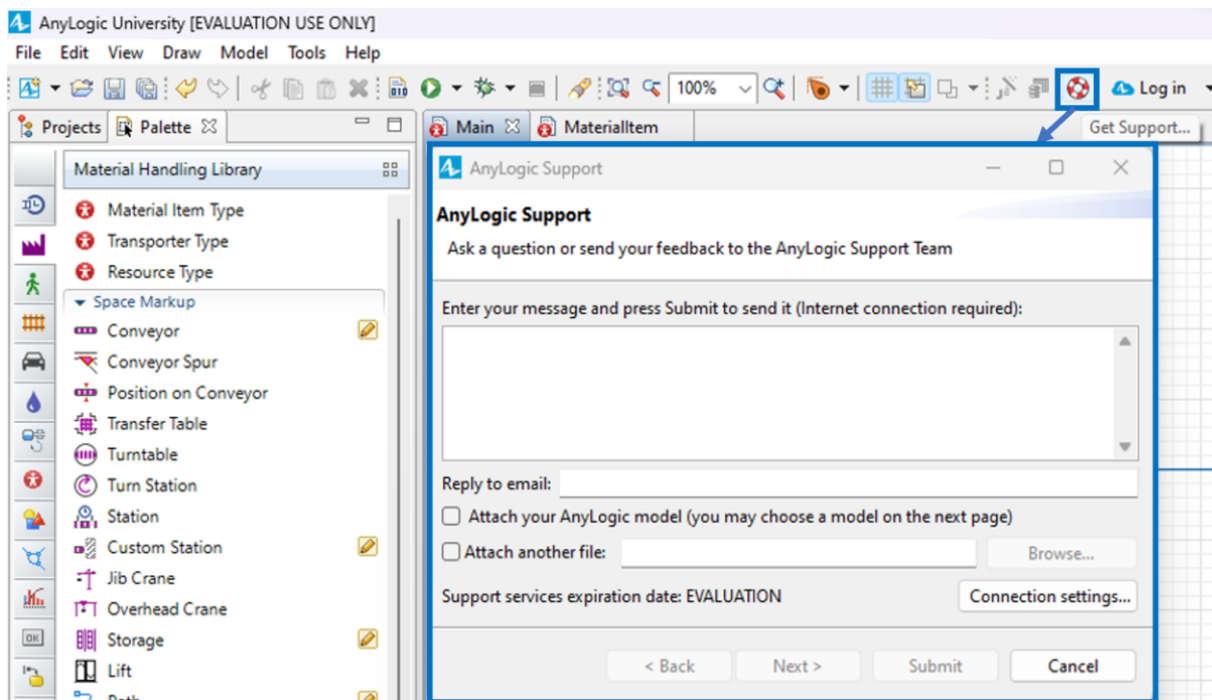 AnyLogic University [EVALUATION USE ONLY]
File Edit View Draw Model Tools Help
010
100%
Log in
Projects Palette
Main MaterialItem
Get Support...
Material Handling Library
Material Item Type
Transporter Type
Resource Type
Space Markup
Conveyor
Conveyor Spur
Position on Conveyor
Transfer Table
Turntable
Turn Station
Station
Custom Station
Jib Crane
Overhead Crane
OK
Storage
Lift
Path
AnyLogic Support
AnyLogic Support
Ask a question or send your feedback to the AnyLogic Support Team
Enter your message and press Submit to send it (Internet connection required):
Reply to email:
Attach your AnyLogic model (you may choose a model on the next page)
Attach another file:
Browse...
Support services expiration date: EVALUATION
Connection settings...
< Back Next > Submit Cancel